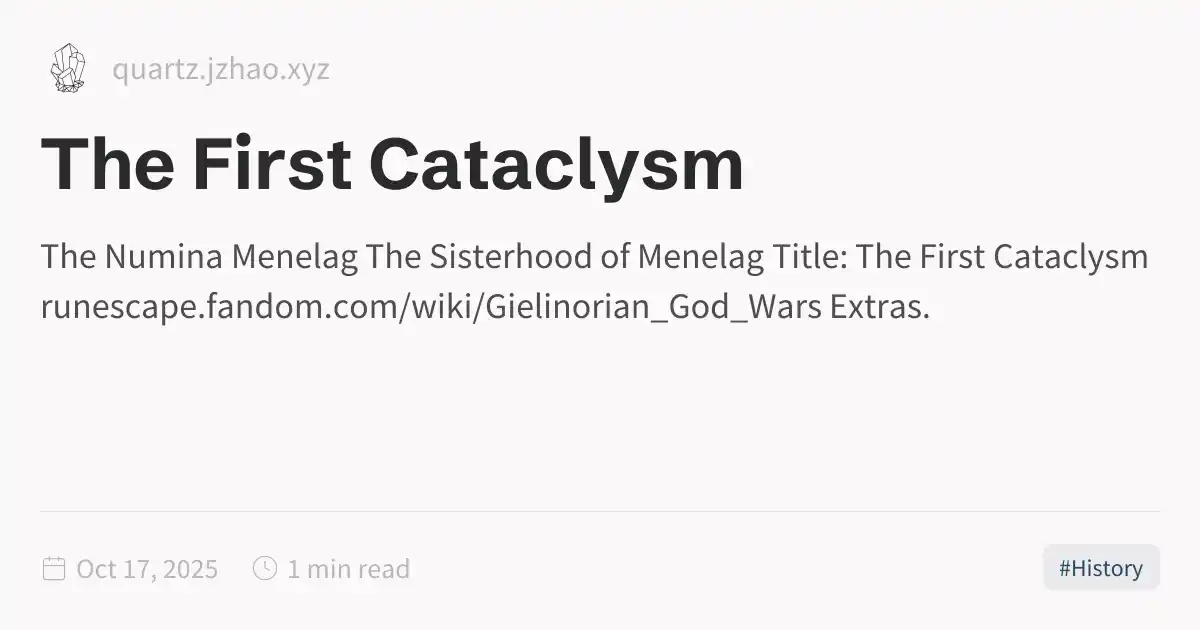 quartz.jzhao.xyz
The First Cataclysm
The Numina Menelag The Sisterhood of Menelag Title: The First Cataclysm
runescape.fandom.com/wiki/Gielinorian_God_Wars Extras.
Oct 17, 2025 1 min read #History